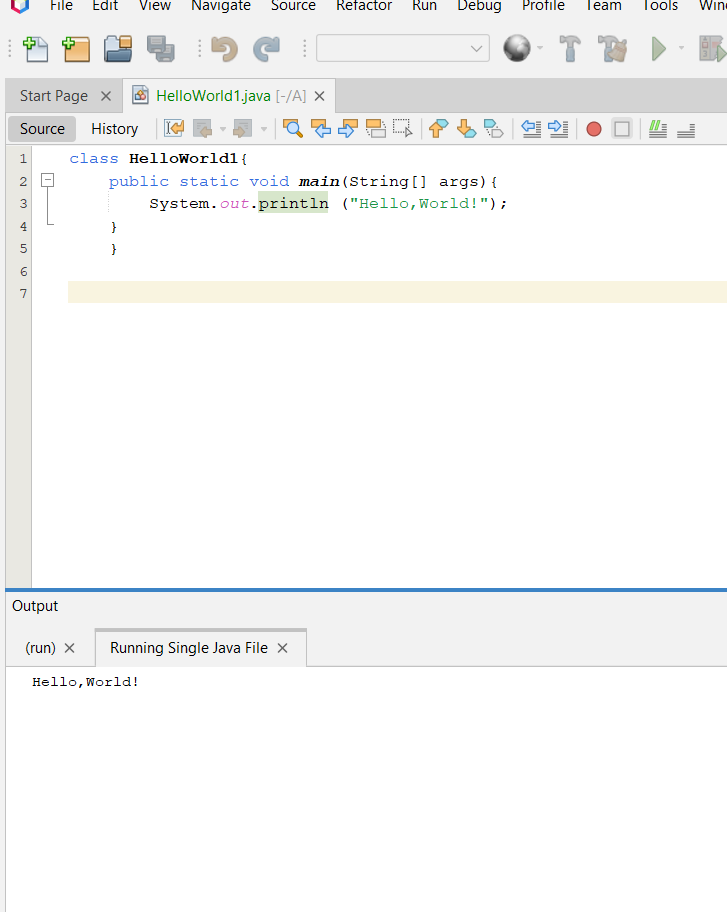 File Edit View Navigate Source Refactor Run Debug Profile Team Tools
Start Page HelloWorld1.java [-/A]
Source History
1 class HelloWorld1{
2 public static void main(String[] args){
3 System.out.println ("Hello,World!");
4 }
5 }
6
7
Output
(run) Running Single Java File
Hello,World!